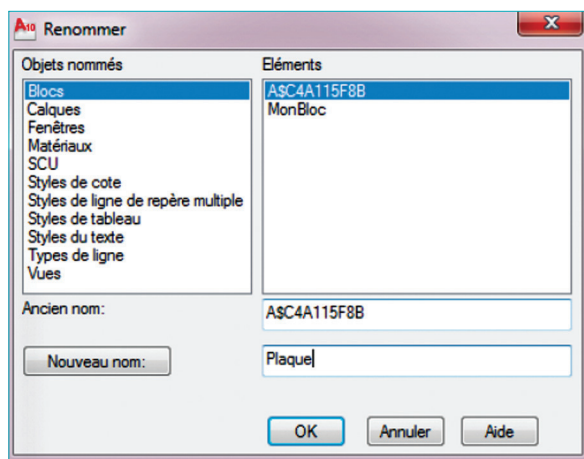 A10 Renommer
Objets nommés
Eléments
Blocs
Calques
Fenêtres
Matériaux
SCU
Styles de cote
Styles de ligne de repère multiple
Styles de tableau
Styles du texte
Types de ligne
Vues
A$C4A115F8B
MonBloc
Ancien nom:
A$C4A115F8B
Nouveau nom:
Plaque
OK
Annuler
Aide